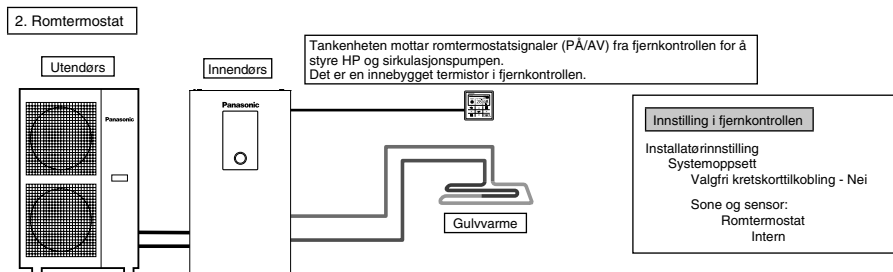 2. Romtermostat
Utendørs
Innendørs
Tankenheten mottar romtermostatsignaler (PÅ/AV) fra fjernkontrollen for å
styre HP og sirkulasjonspumpen.
Det er en innebygget termistor i fjernkontrollen.
Panasonic
Panasonic
Gulvvarme
Innstilling i fjernkontrollen
Installatørinnstilling
Systemoppsett
Valgfri kretskorttilkobling - Nei
Sone og sensor:
Romtermostat
Intern